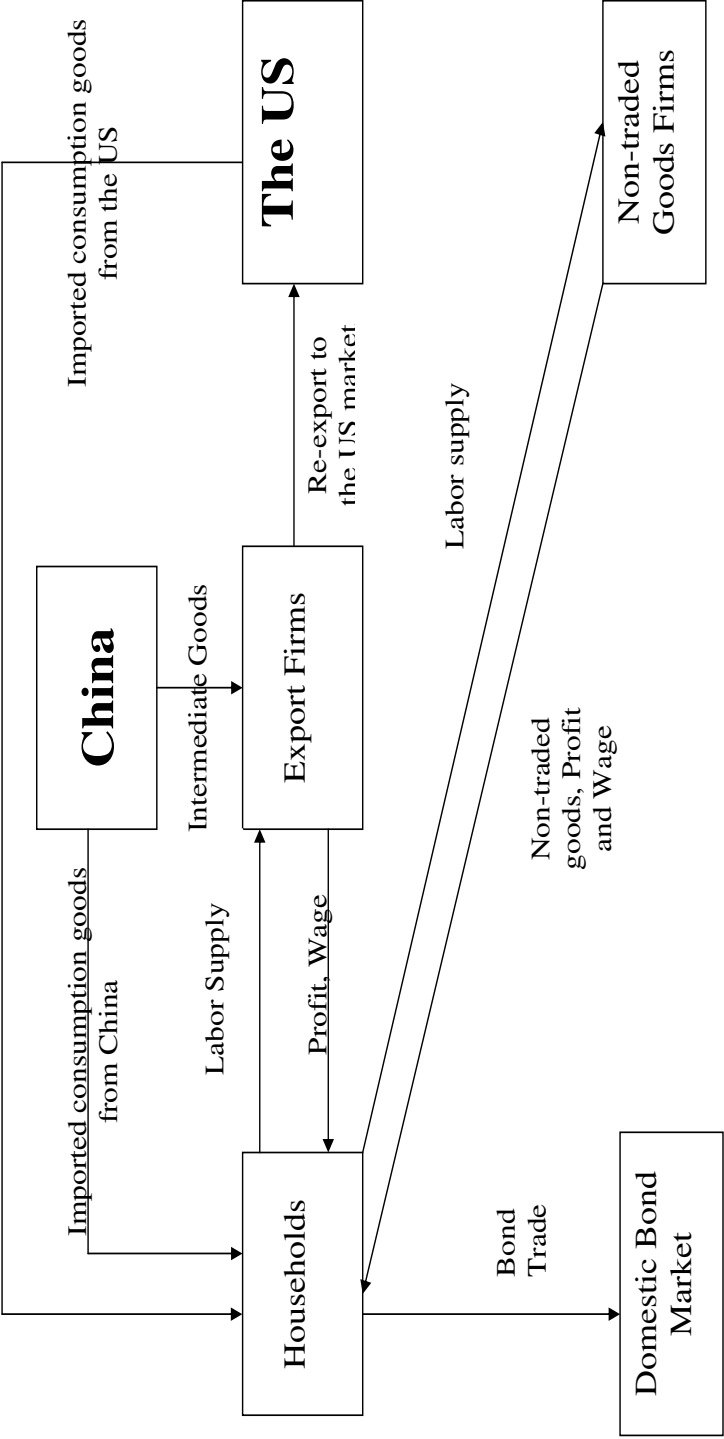 Imported consumption goods
from China
China
Imported consumption goods
from the US
Labor Supply
Intermediate Goods
Households
Export Firms
The US
Profit, Wage
Re-export to
the US market
Labor supply
Bond
Trade
Non-traded
goods, Profit
and Wage
Domestic Bond
Market
Non-traded
Goods Firms